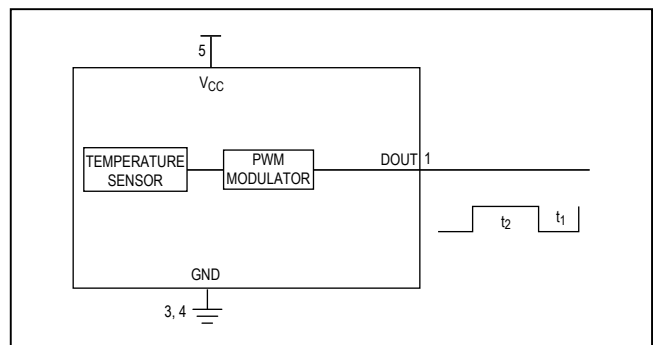 5
VCC
TEMPERATURE
SENSOR
PWM
MODULATOR
DOUT 1
t2 t1
GND
3, 4